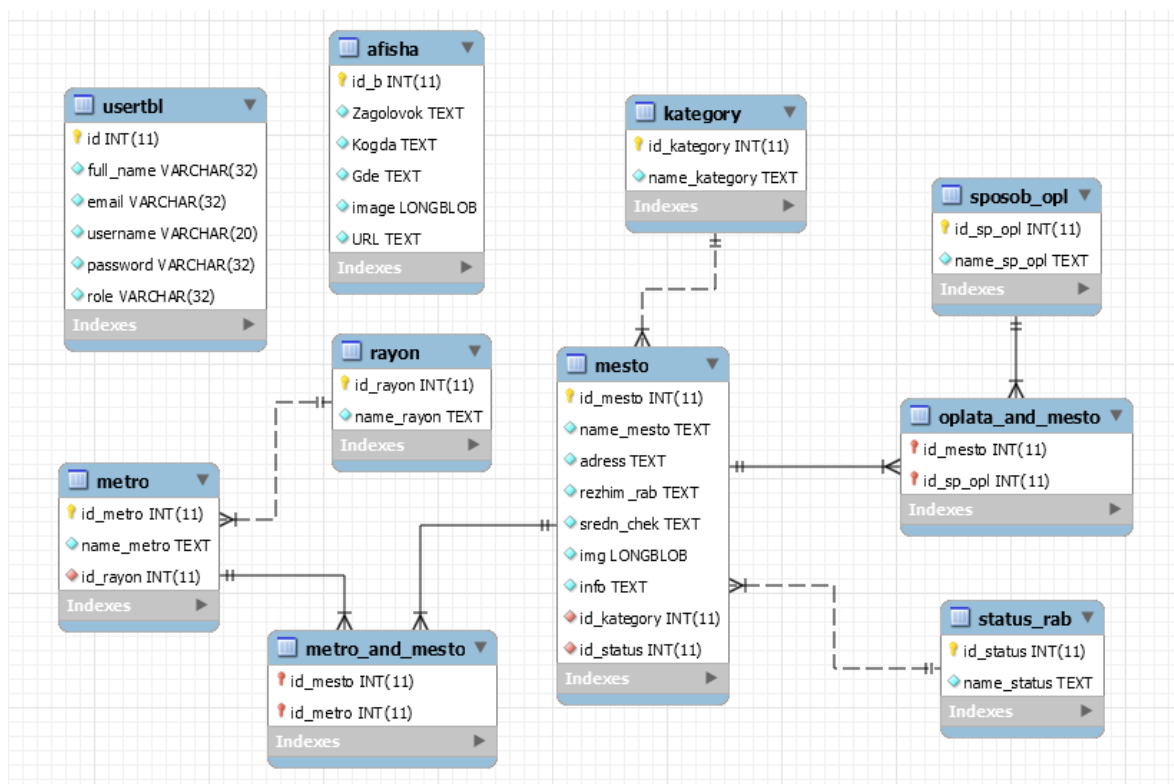 usertbl
id INT(11)
full_name VARCHAR(32)
email VARCHAR(32)
username VARCHAR(20)
password VARCHAR(32)
role VARCHAR(32)
Indexes
afisha
id_b INT(11)
Zagolovok TEXT
Kogda TEXT
Gde TEXT
image LONGBLOB
URL TEXT
Indexes
kategory
id_kategory INT(11)
name_kategory TEXT
Indexes
sposob_opl
id_sp_opl INT(11)
name_sp_opl TEXT
Indexes
rayon
id_rayon INT(11)
name_rayon TEXT
Indexes
mesto
id_mesto INT(11)
name_mesto TEXT
adress TEXT
rezhim_rab TEXT
sredn_chek TEXT
img LONGBLOB
info TEXT
id_kategory INT(11)
id_status INT(11)
Indexes
oplata_and_mesto
id_mesto INT(11)
id_sp_opl INT(11)
Indexes
metro
id_metro INT(11)
name_metro TEXT
id_rayon INT(11)
Indexes
metro_and_mesto
id_mesto INT(11)
id_metro INT(11)
Indexes
status_rab
id_status INT(11)
name_status TEXT
Indexes